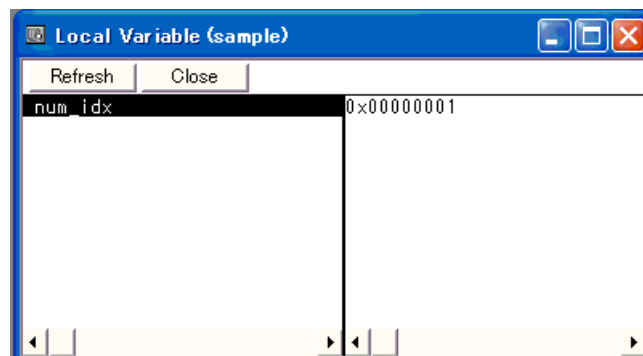 Local Variable (sample)
Refresh Close
num_idx 0x00000001